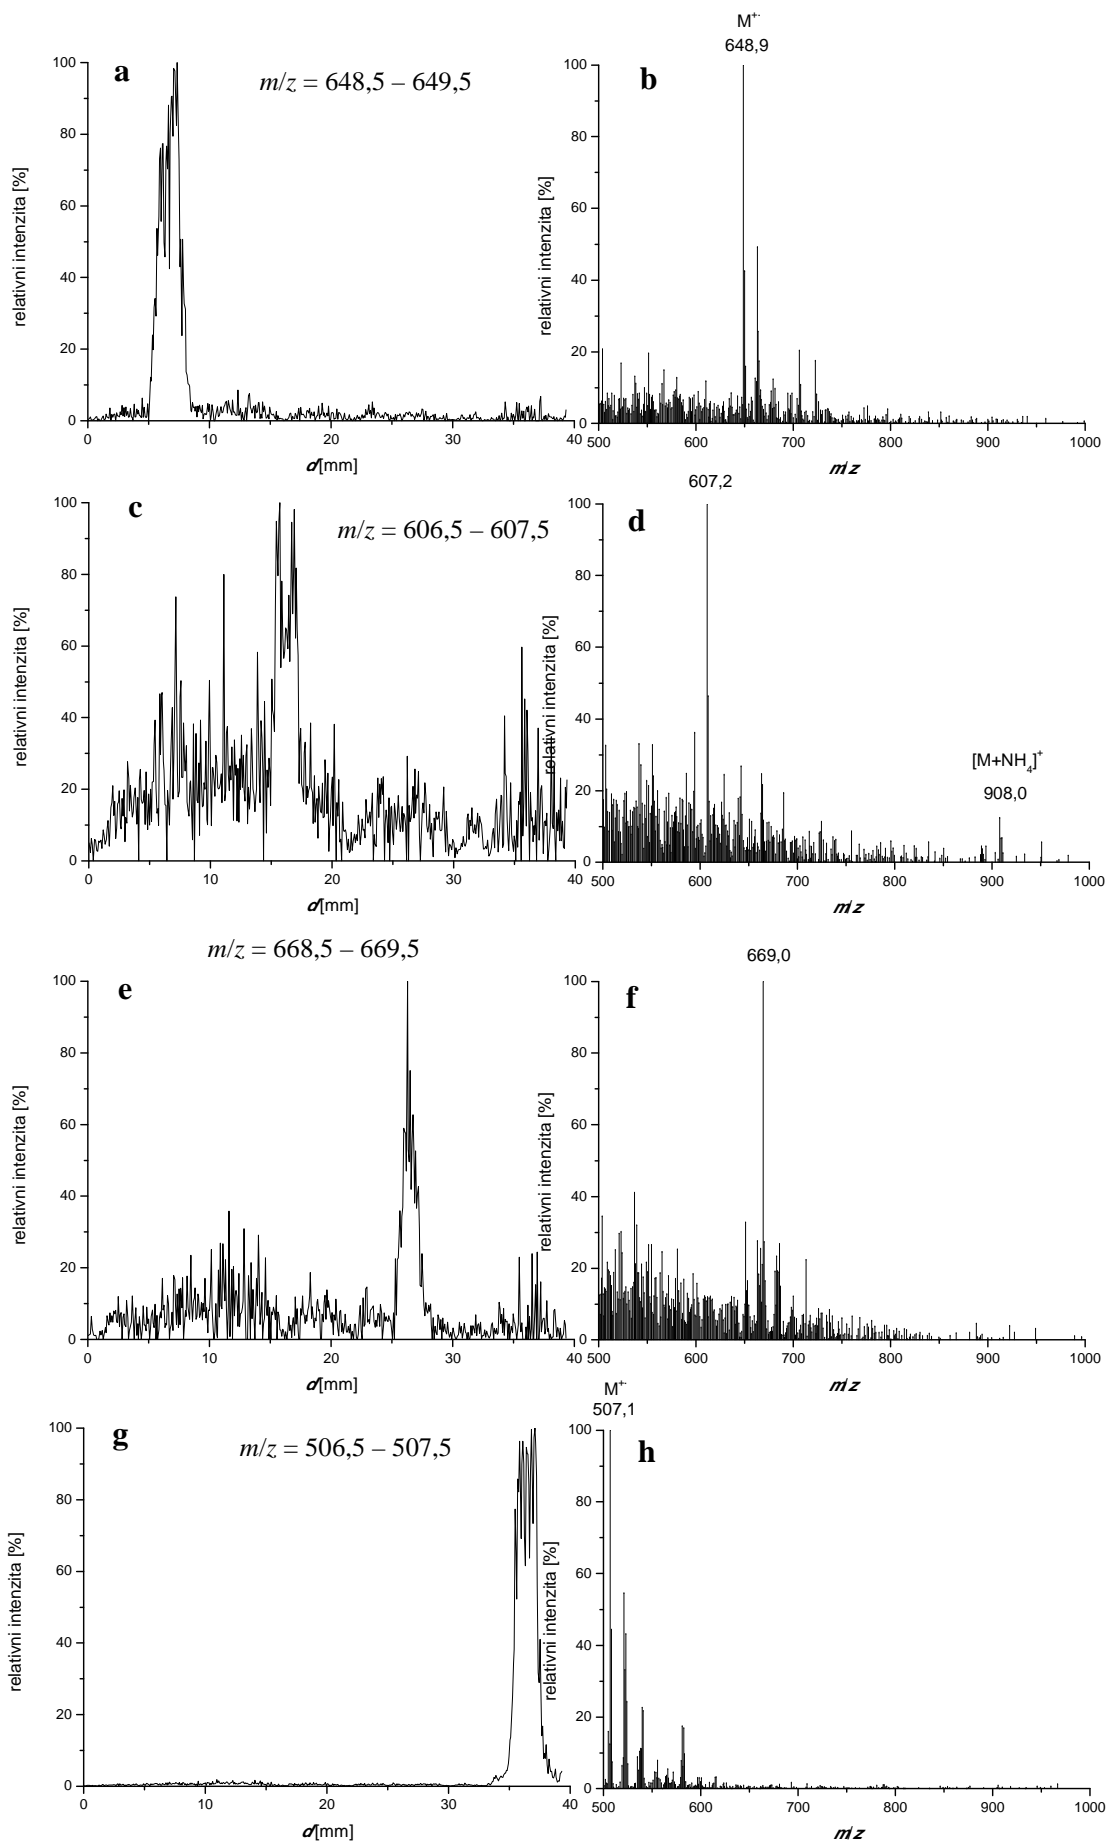 M+·
648,9
a
m/z = 648,5 – 649,5
b
relativni intenzita [%]
100
80
60
40
20
0
0 10 20 30 40
d[mm]
relativni intenzita [%]
100
80
60
40
20
0
500 600 700 800 900 1000
m/z
607,2
c
m/z = 606,5 – 607,5
d
relativni intenzita [%]
100
80
60
40
20
0
0 10 20 30 40
d[mm]
relativni intenzita [%]
100
80
60
40
20
0
[M+NH4]+
908,0
500 600 700 800 900 1000
m/z
m/z = 668,5 – 669,5
669,0
e
f
relativni intenzita [%]
100
80
60
40
20
0
0 10 20 30 40
d[mm]
relativni intenzita [%]
100
80
60
40
20
0
500 600 700 800 900 1000
m/z
M+·
507,1
g
m/z = 506,5 – 507,5
h
relativni intenzita [%]
100
80
60
40
20
0
0 10 20 30 40
d[mm]
relativni intenzita [%]
100
80
60
40
20
0
500 600 700 800 900 1000
m/z